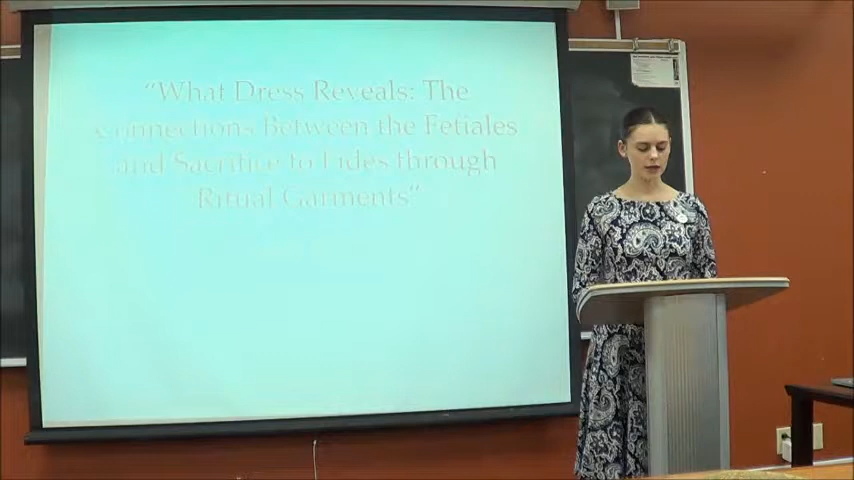 “What Dress Reveals: The
Connections Between the Fetiales
and Sacrifice to Fides through
Ritual Garments”